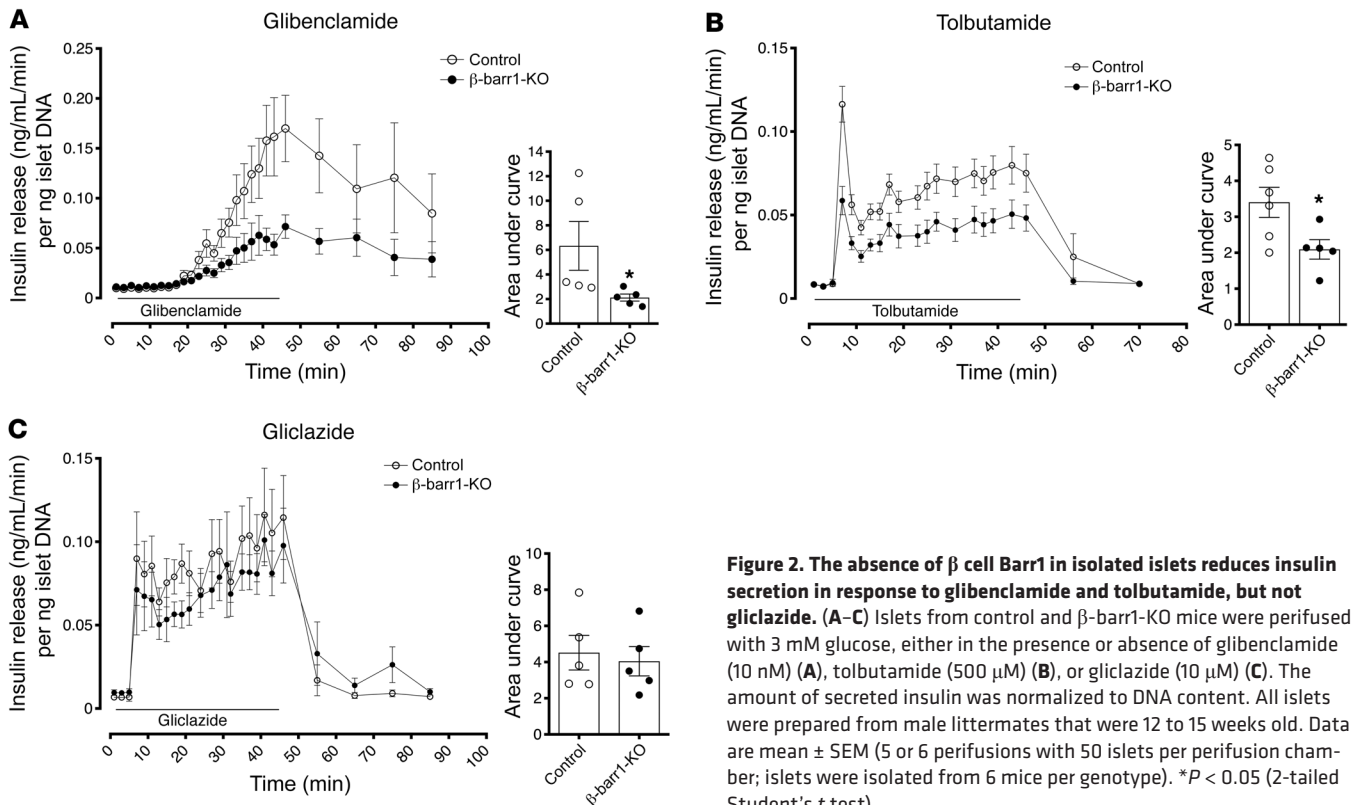 A
Glibenclamide
Insulin release (ng/mL/min)
per ng islet DNA
0.25
0.20
0.15
0.10
0.05
0
Control
β-barr1-KO
Glibenclamide
0
10
20
30
40
50
60
70
80
90
100
Time (min)
Area under curve
14
12
10
8
6
4
2
0
*
Control
β-barr1-KO
B
Tolbutamide
Insulin release (ng/mL/min)
per ng islet DNA
0.15
0.10
0.05
0
Control
β-barr1-KO
Tolbutamide
0
10
20
30
40
50
60
70
80
Time (min)
Area under curve
5
4
3
2
1
0
*
Control
β-barr1-KO
C
Gliclazide
Insulin release (ng/mL/min)
per ng islet DNA
0.15
0.10
0.05
0
Control
β-barr1-KO
Gliclazide
0
10
20
30
40
50
60
70
80
90
100
Time (min)
Area under curve
10
8
6
4
2
0
Control
β-barr1-KO
Figure 2. The absence of β cell Barr1 in isolated islets reduces insulin
secretion in response to glibenclamide and tolbutamide, but not
gliclazide. (A–C) Islets from control and β-barr1-KO mice were perifused
with 3 mM glucose, either in the presence or absence of glibenclamide
(10 nM) (A), tolbutamide (500 μM) (B), or gliclazide (10 μM) (C). The
amount of secreted insulin was normalized to DNA content. All islets
were prepared from male littermates that were 12 to 15 weeks old. Data
are mean ± SEM (5 or 6 perifusions with 50 islets per perifusion cham-
ber; islets were isolated from 6 mice per genotype). *P < 0.05 (2-tailed
Student's t test)